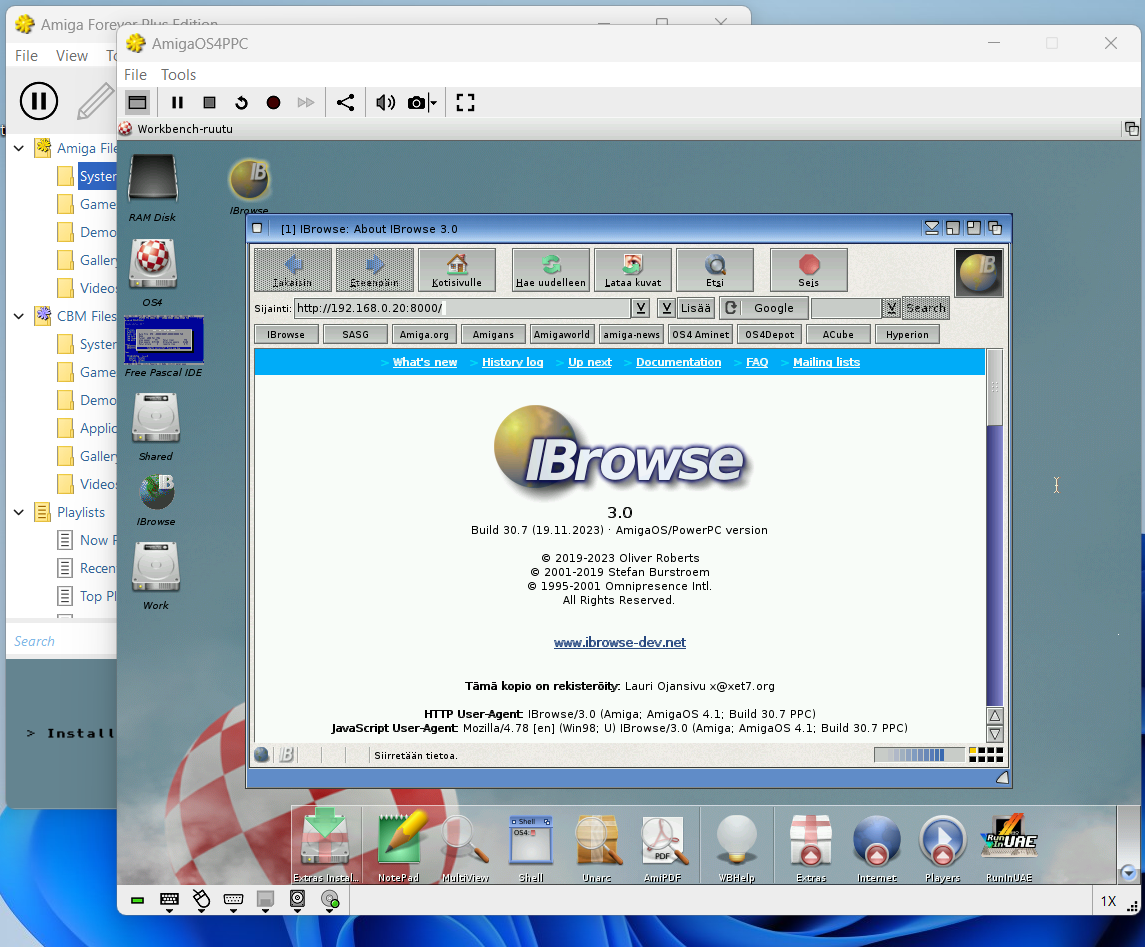 Amiga Forever Plus Edition
File View To
AmigaOS4PPC
File Tools
Workbench-ruutu
Amiga File
System
Game
Demo
Gallery
Videos
CBM Files
System
Game
Demo
Applic
Gallery
Videos
Playlists
Now P
Recen
Top Pl
Search
> Install
RAM Disk
OS4
Free Pascal IDE
Shared
IBrowse
Work
IBrowse
[1] IBrowse: About IBrowse 3.0
Takaisin Eteenpäin Kotisivulle Hae uudelleen Lataa kuvat Etsi Seis
Sijainti: http://192.168.0.20:8000/ Lisää Google Search
IBrowse SASG Amiga.org Amigans Amigaworld amiga-news OS4 Aminet OS4Depot ACube Hyperion
> What's new > History log > Up next > Documentation > FAQ > Mailing lists
IBrowse
3.0
Build 30.7 (19.11.2023) · AmigaOS/PowerPC version
© 2019-2023 Oliver Roberts
© 2001-2019 Stefan Burstroem
© 1995-2001 Omnipresence Intl.
All Rights Reserved.
www.ibrowse-dev.net
Tämä kopio on rekisteröity: Lauri Ojansivu x@xet7.org
HTTP User-Agent: IBrowse/3.0 (Amiga; AmigaOS 4.1; Build 30.7 PPC)
JavaScript User-Agent: Mozilla/4.78 [en] (Win98; U) IBrowse/3.0 (Amiga; AmigaOS 4.1; Build 30.7 PPC)
Siirretään tietoa.
Extras Instal... NotePad MultiView Shell Unarc AmiPDF WBHelp Extras Internet Players RunInUAE
1X